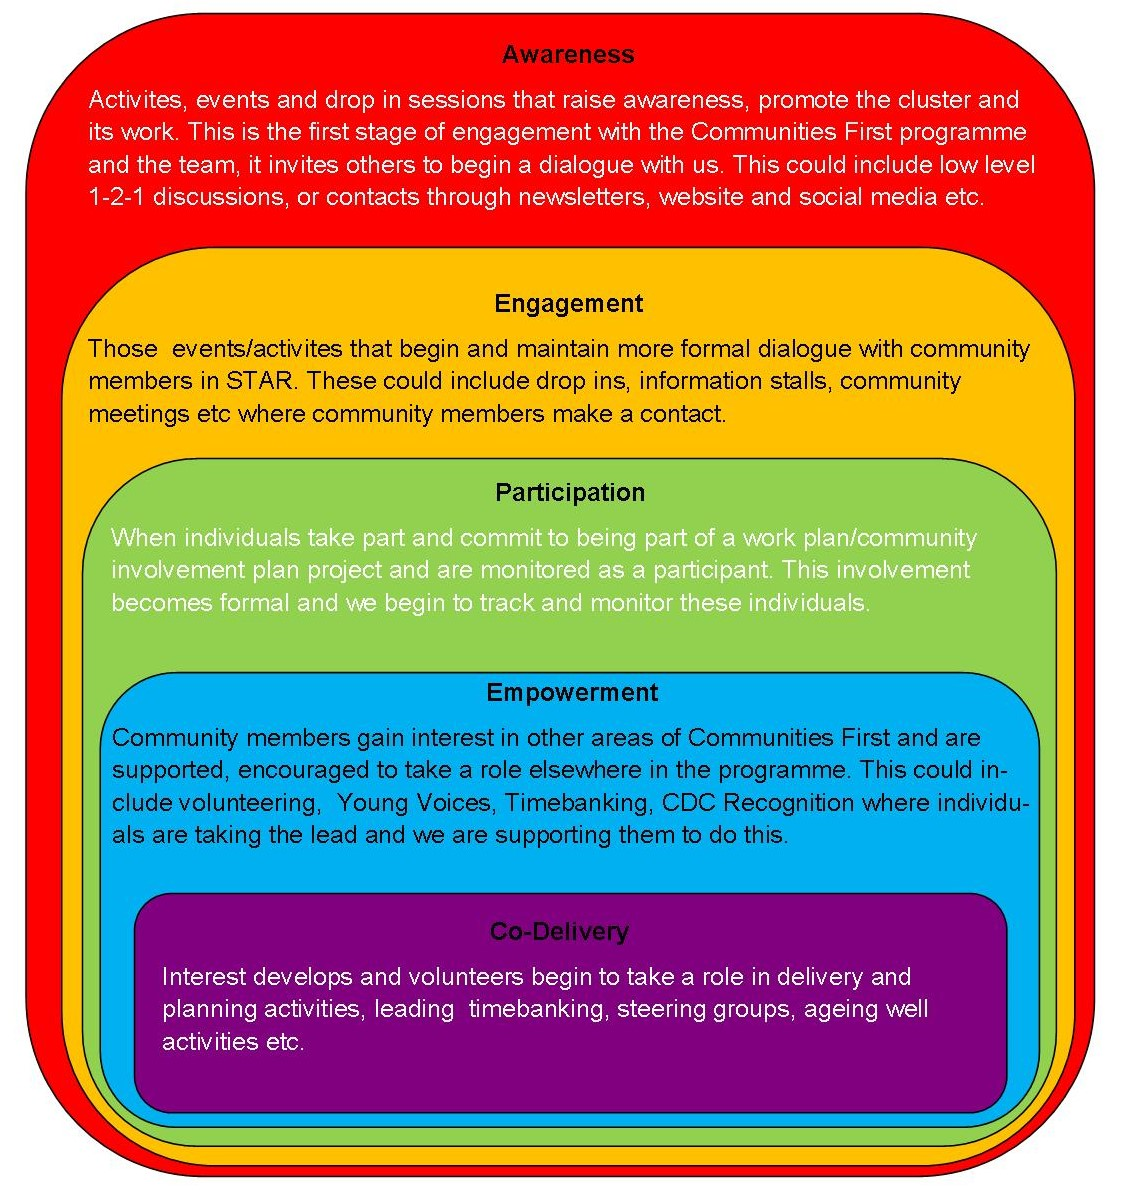 Awareness
Activites, events and drop in sessions that raise awareness, promote the cluster and
its work. This is the first stage of engagement with the Communities First programme
and the team, it invites others to begin a dialogue with us. This could include low level
1-2-1 discussions, or contacts through newsletters, website and social media etc.
Engagement
Those  events/activites that begin and maintain more formal dialogue with community
members in STAR. These could include drop ins, information stalls, community
meetings etc where community members make a contact.
Participation
When individuals take part and commit to being part of a work plan/community
involvement plan project and are monitored as a participant. This involvement
becomes formal and we begin to track and monitor these individuals.
Empowerment
Community members gain interest in other areas of Communities First and are
supported, encouraged to take a role elsewhere in the programme. This could in-
clude volunteering,  Young Voices, Timebanking, CDC Recognition where individu-
als are taking the lead and we are supporting them to do this.
Co-Delivery
Interest develops and volunteers begin to take a role in delivery and
planning activities, leading  timebanking, steering groups, ageing well
activities etc.